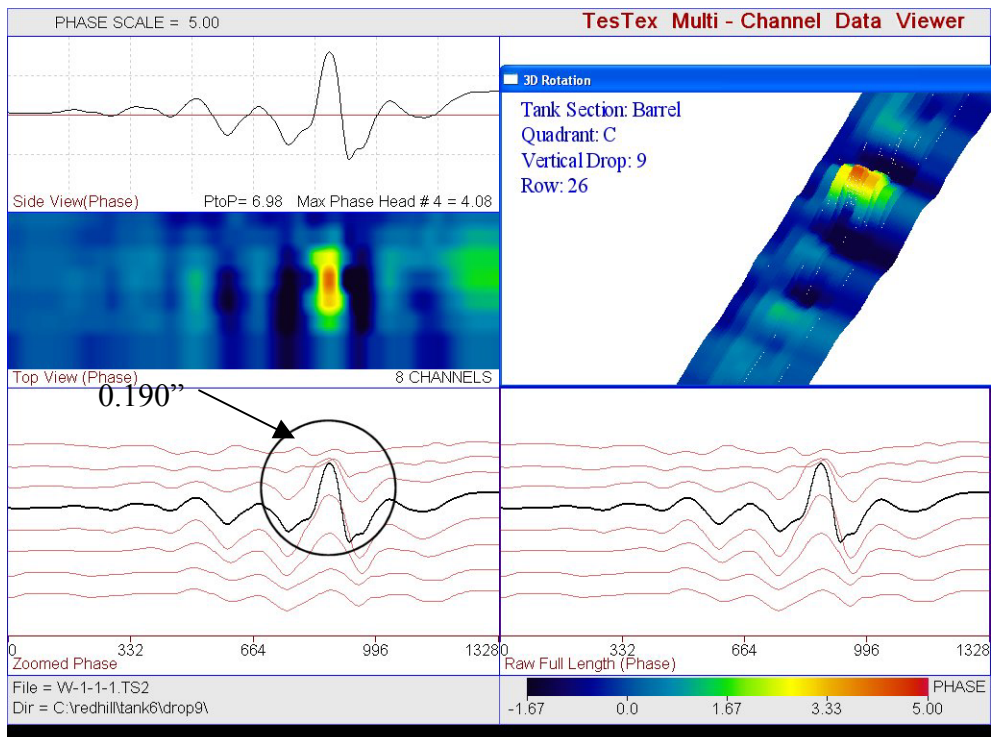 PHASE SCALE = 5.00
TesTex Multi - Channel Data Viewer
Side View(Phase) PtoP= 6.98 Max Phase Head # 4 = 4.08
3D Rotation
Tank Section: Barrel
Quadrant: C
Vertical Drop: 9
Row: 26
Top View (Phase) 8 CHANNELS
0.190”
0 332 664 996 1328
Zoomed Phase
0 332 664 996 1328
Raw Full Length (Phase)
File = W-1-1-1.TS2
Dir = C:\redhill\tank6\drop9\
PHASE
-1.67 0.0 1.67 3.33 5.00